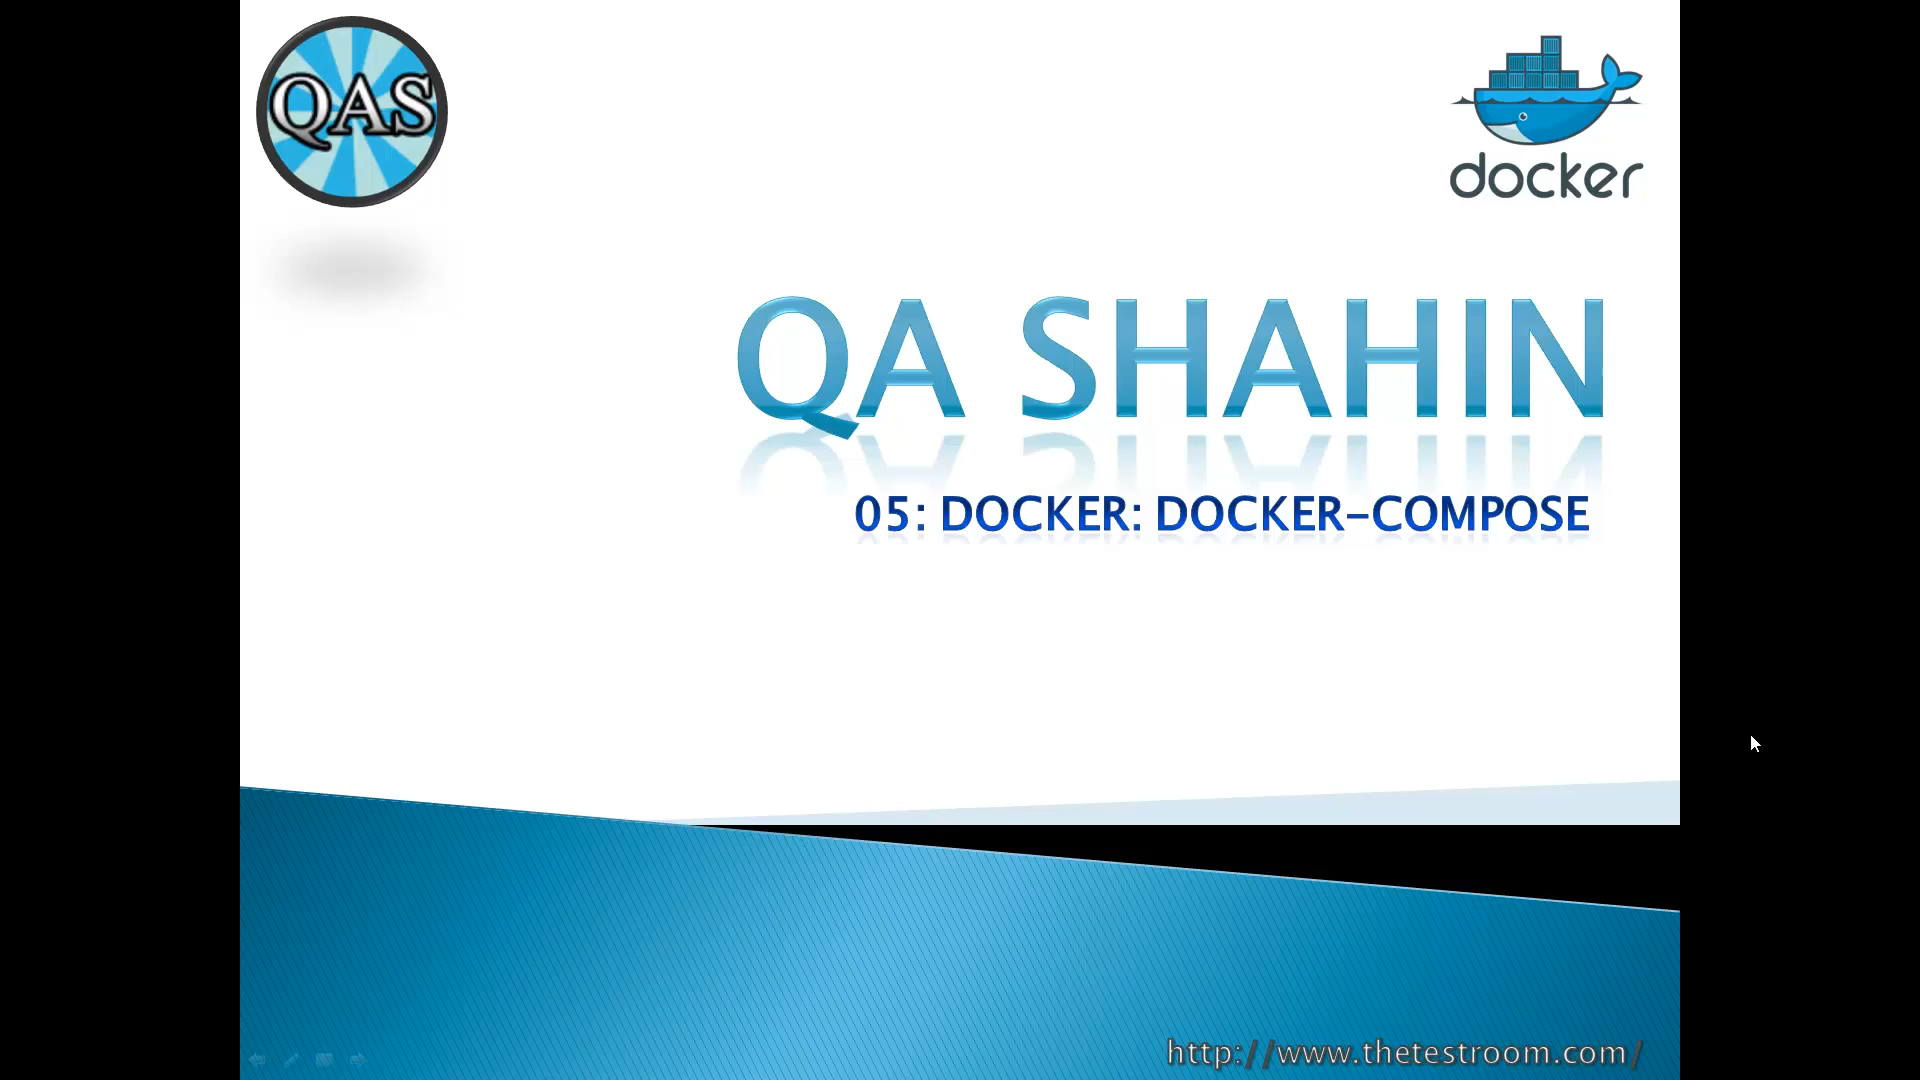 QAS
docker
QA SHAHIN
05: DOCKER: DOCKER-COMPOSE
http://www.thetestroom.com/